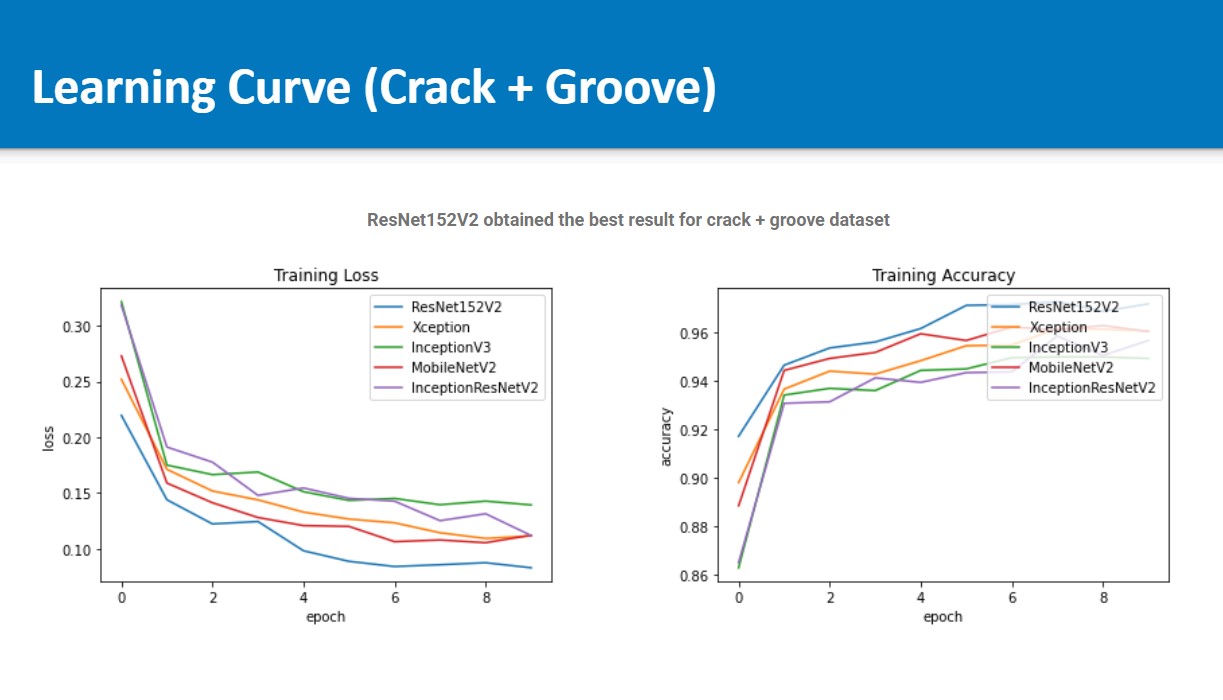 Learning Curve (Crack + Groove)
ResNet152V2 obtained the best result for crack + groove dataset
Training Loss
ResNet152V2
Xception
InceptionV3
MobileNetV2
InceptionResNetV2
0.30
0.25
0.20
0.15
0.10
loss
0 2 4 6 8
epoch
Training Accuracy
ResNet152V2
Xception
InceptionV3
MobileNetV2
InceptionResNetV2
0.96
0.94
0.92
0.90
0.88
0.86
accuracy
0 2 4 6 8
epoch